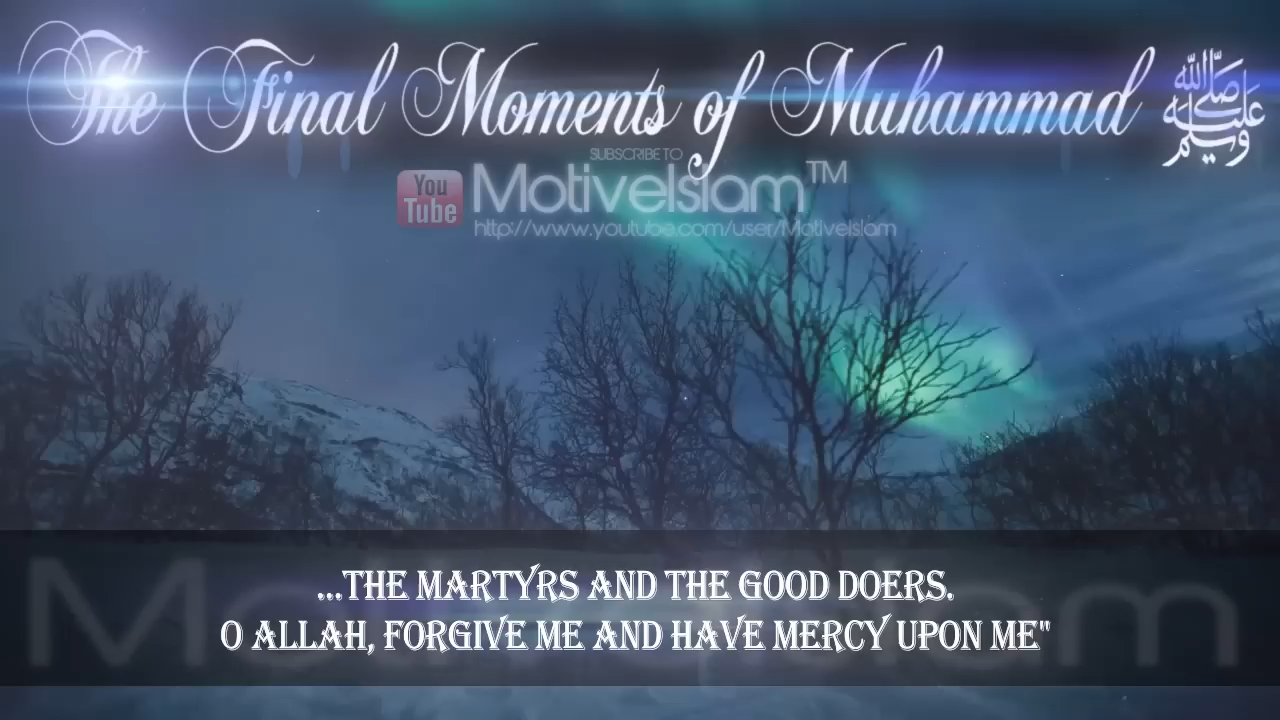 The Final Moments of Muhammad ﷺ
SUBSCRIBE TO
You
Tube
MotiveIslam™
http://www.youtube.com/user/MotiveIslam
MotiveIslam
...THE MARTYRS AND THE GOOD DOERS.
O ALLAH, FORGIVE ME AND HAVE MERCY UPON ME"